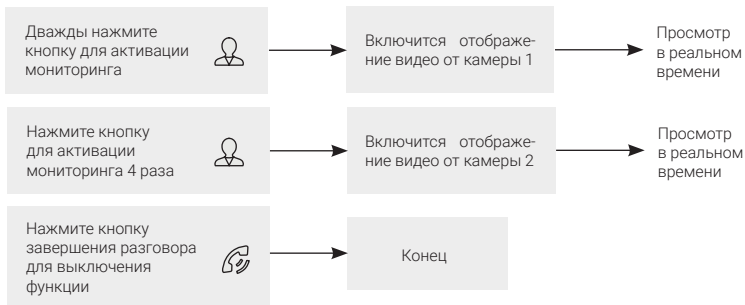 Дважды нажмите
кнопку для активации
мониторинга
Включится отображе-
ние видео от камеры 1
Просмотр
в реальном
времени
Нажмите кнопку
для активации
мониторинга 4 раза
Включится отображе-
ние видео от камеры 2
Просмотр
в реальном
времени
Нажмите кнопку
завершения разговора
для выключения
функции
Конец